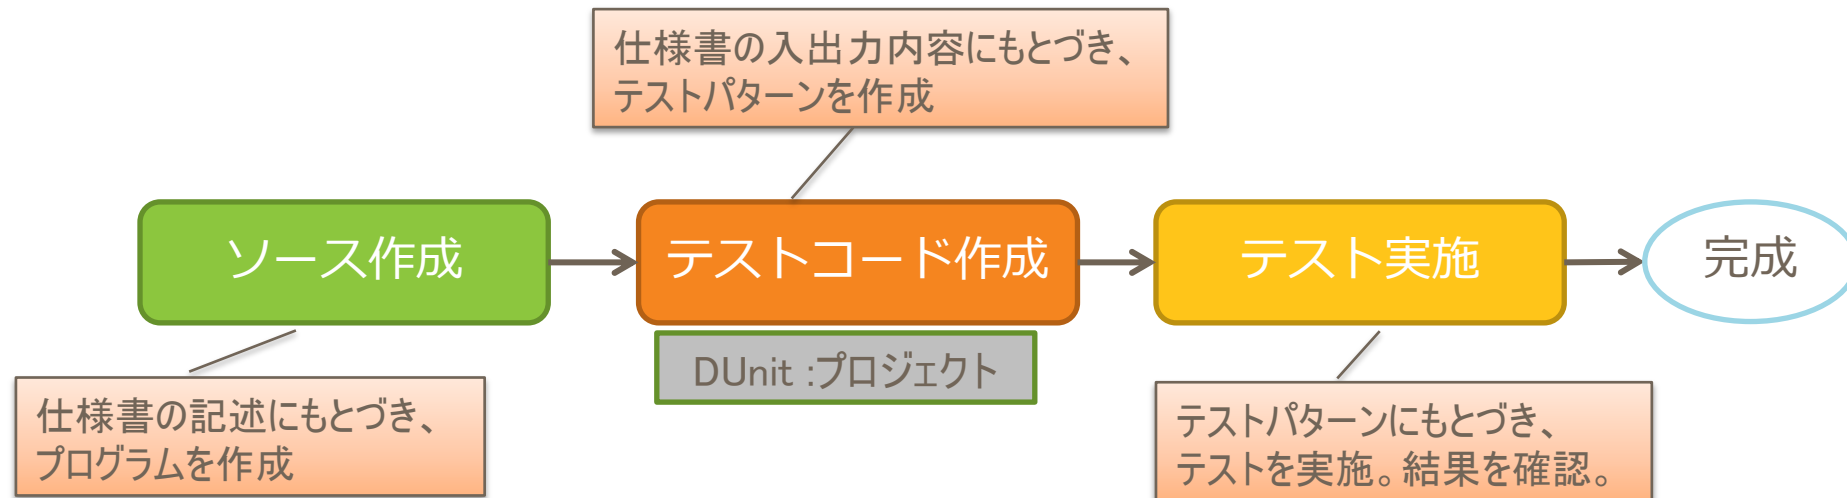 仕様書の入出力内容にもとづき、
テストパターンを作成
ソース作成
テストコード作成
テスト実施
完成
DUnit :プロジェクト
仕様書の記述にもとづき、
プログラムを作成
テストパターンにもとづき、
テストを実施。結果を確認。